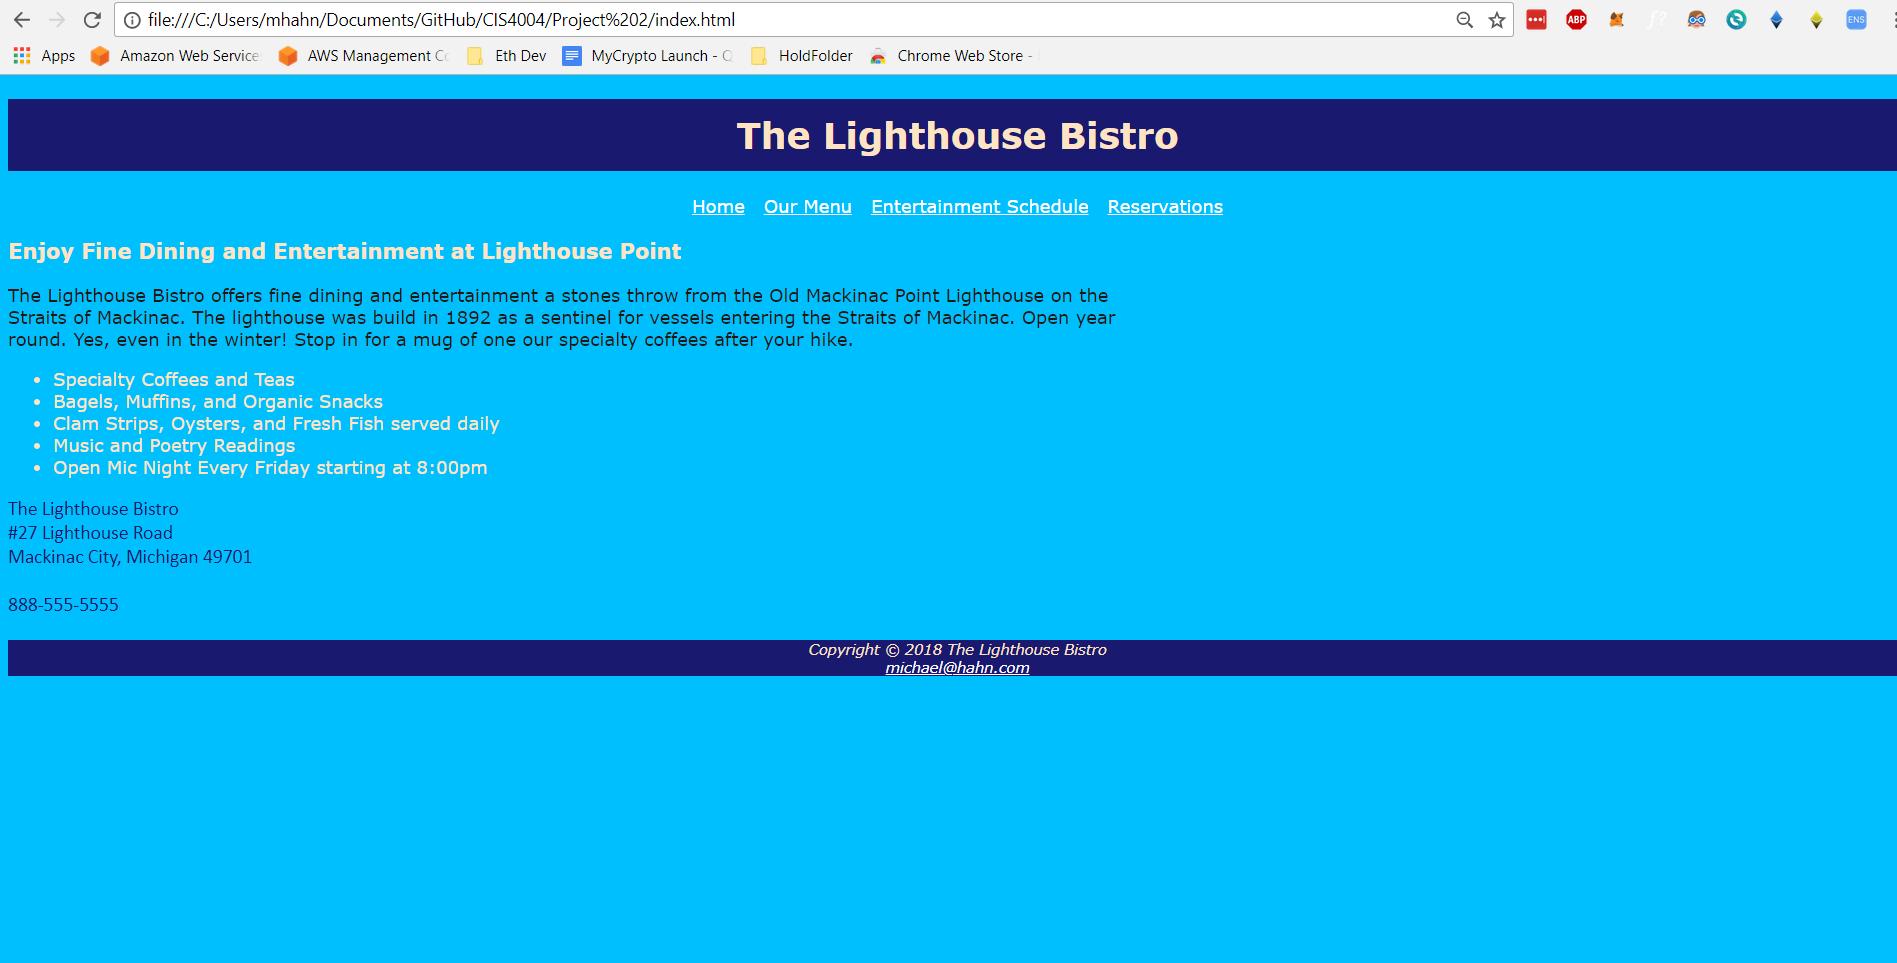 file:///C:/Users/mhahn/Documents/GitHub/CIS4004/Project%202/index.html
ABP
f?
ENS
Apps Amazon Web Service AWS Management Co Eth Dev MyCrypto Launch - Q HoldFolder Chrome Web Store -
The Lighthouse Bistro
Home Our Menu Entertainment Schedule Reservations
Enjoy Fine Dining and Entertainment at Lighthouse Point
The Lighthouse Bistro offers fine dining and entertainment a stones throw from the Old Mackinac Point Lighthouse on the
Straits of Mackinac. The lighthouse was build in 1892 as a sentinel for vessels entering the Straits of Mackinac. Open year
round. Yes, even in the winter! Stop in for a mug of one our specialty coffees after your hike.
• Specialty Coffees and Teas
• Bagels, Muffins, and Organic Snacks
• Clam Strips, Oysters, and Fresh Fish served daily
• Music and Poetry Readings
• Open Mic Night Every Friday starting at 8:00pm
The Lighthouse Bistro
#27 Lighthouse Road
Mackinac City, Michigan 49701
888-555-5555
Copyright © 2018 The Lighthouse Bistro
michael@hahn.com